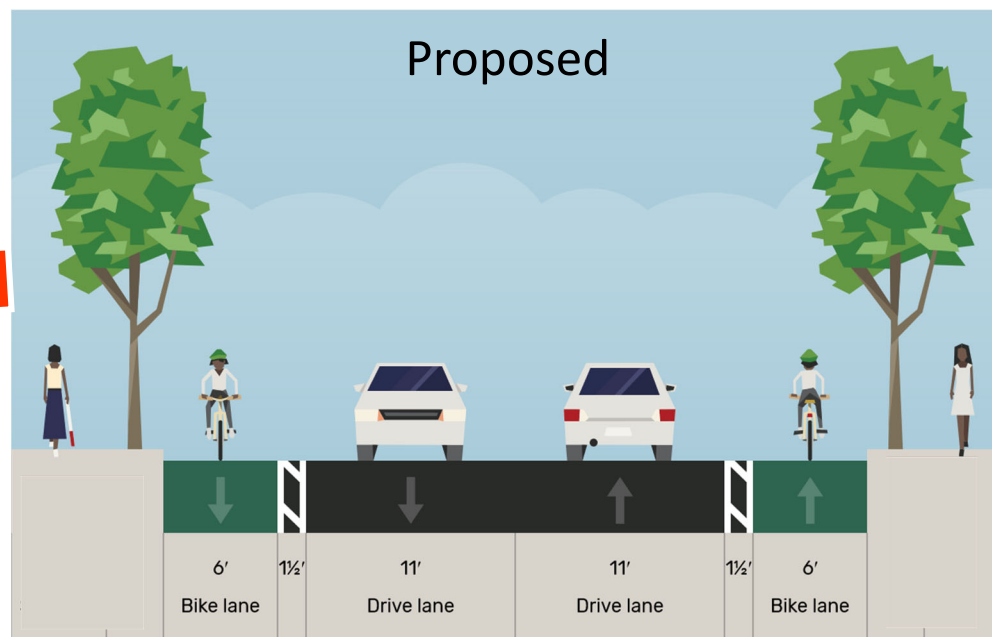 Proposed
6′ 1½′ 11′ 11′ 1½′ 6′
Bike lane Drive lane Drive lane Bike lane